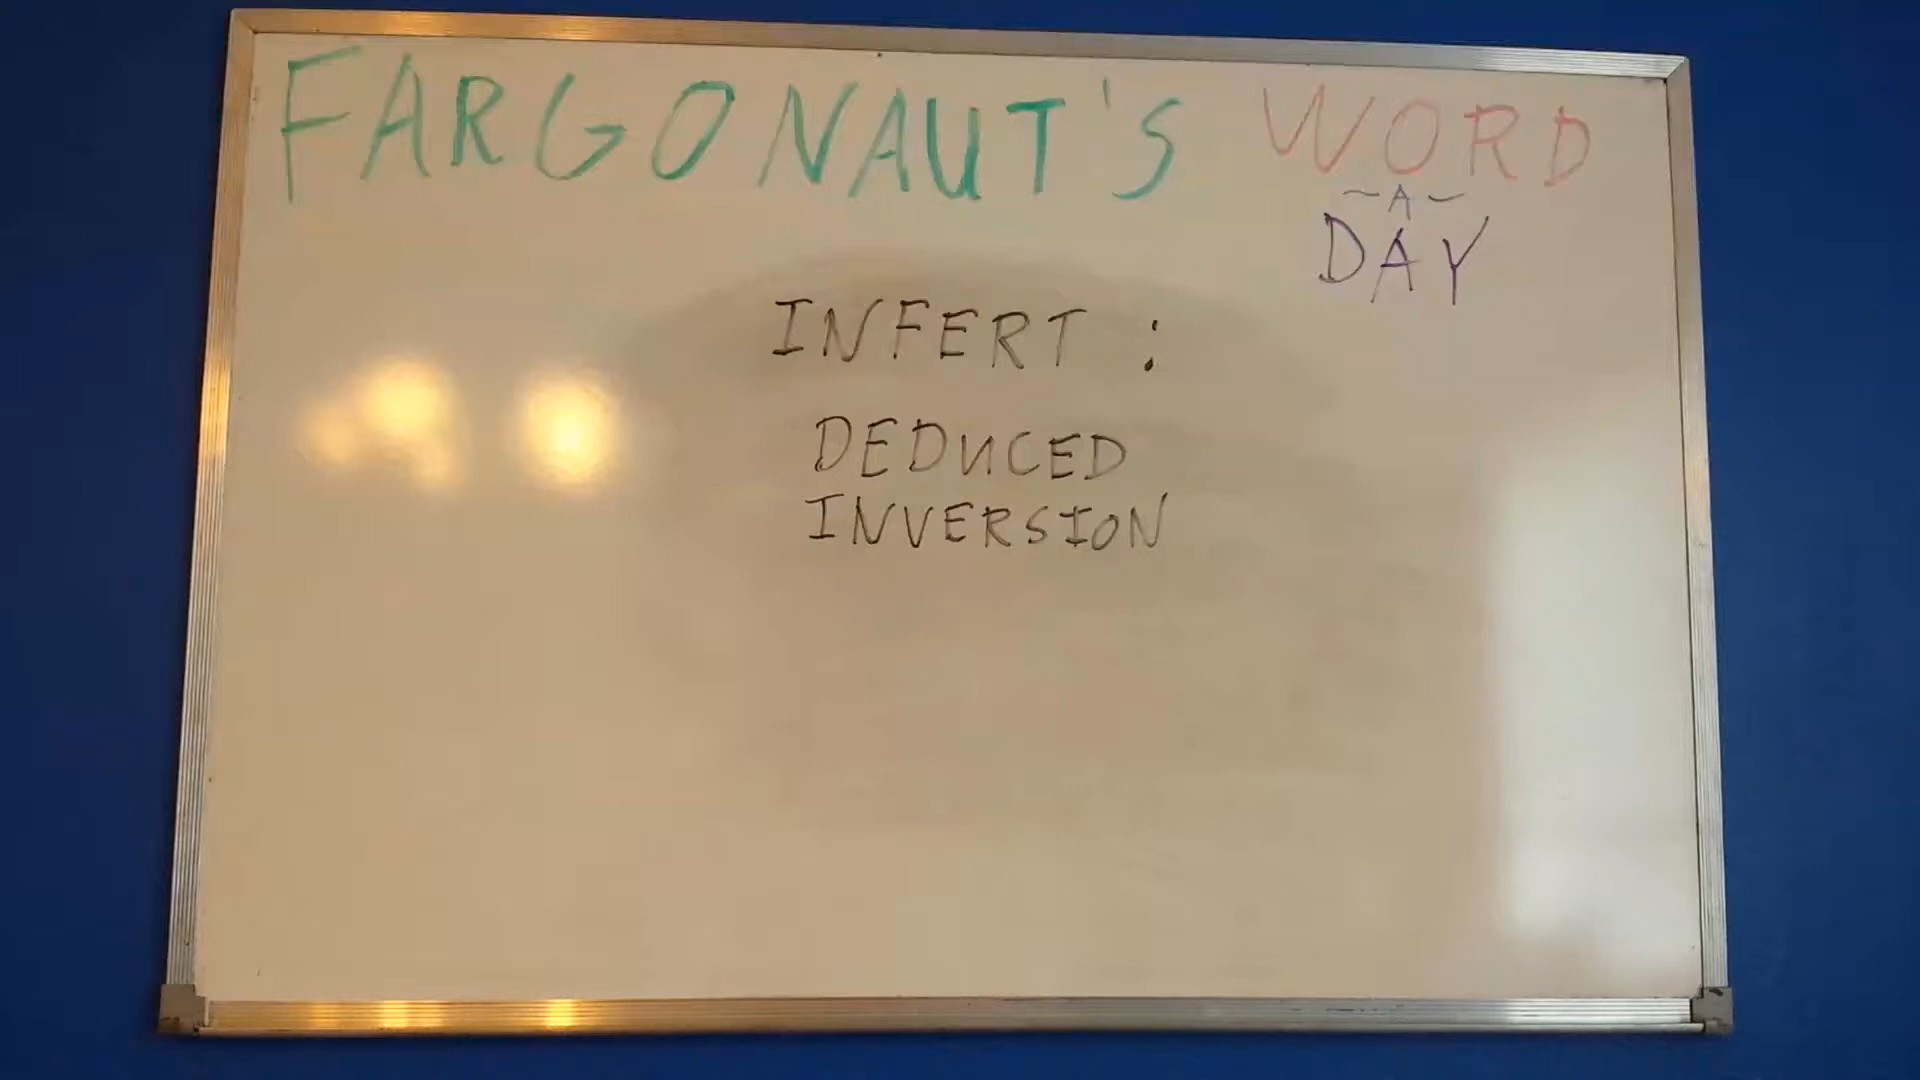 FARGONAUT'S WORD
~A~
DAY
INFERT :
DEDUCED
INVERSION